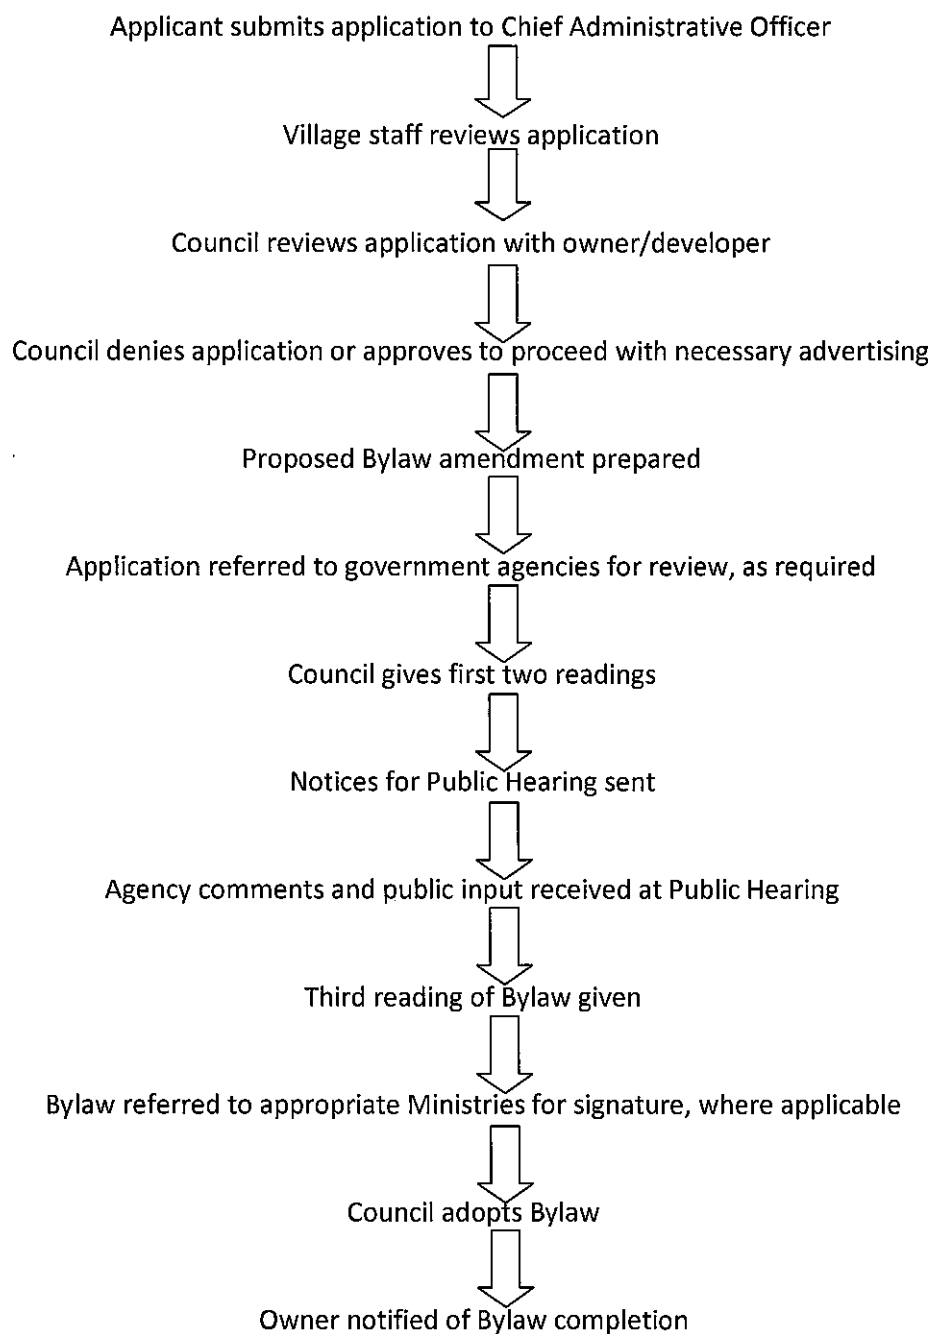 Applicant submits application to Chief Administrative Officer
Village staff reviews application
Council reviews application with owner/developer
Council denies application or approves to proceed with necessary advertising
Proposed Bylaw amendment prepared
Application referred to government agencies for review, as required
Council gives first two readings
Notices for Public Hearing sent
Agency comments and public input received at Public Hearing
Third reading of Bylaw given
Bylaw referred to appropriate Ministries for signature, where applicable
Council adopts Bylaw
Owner notified of Bylaw completion